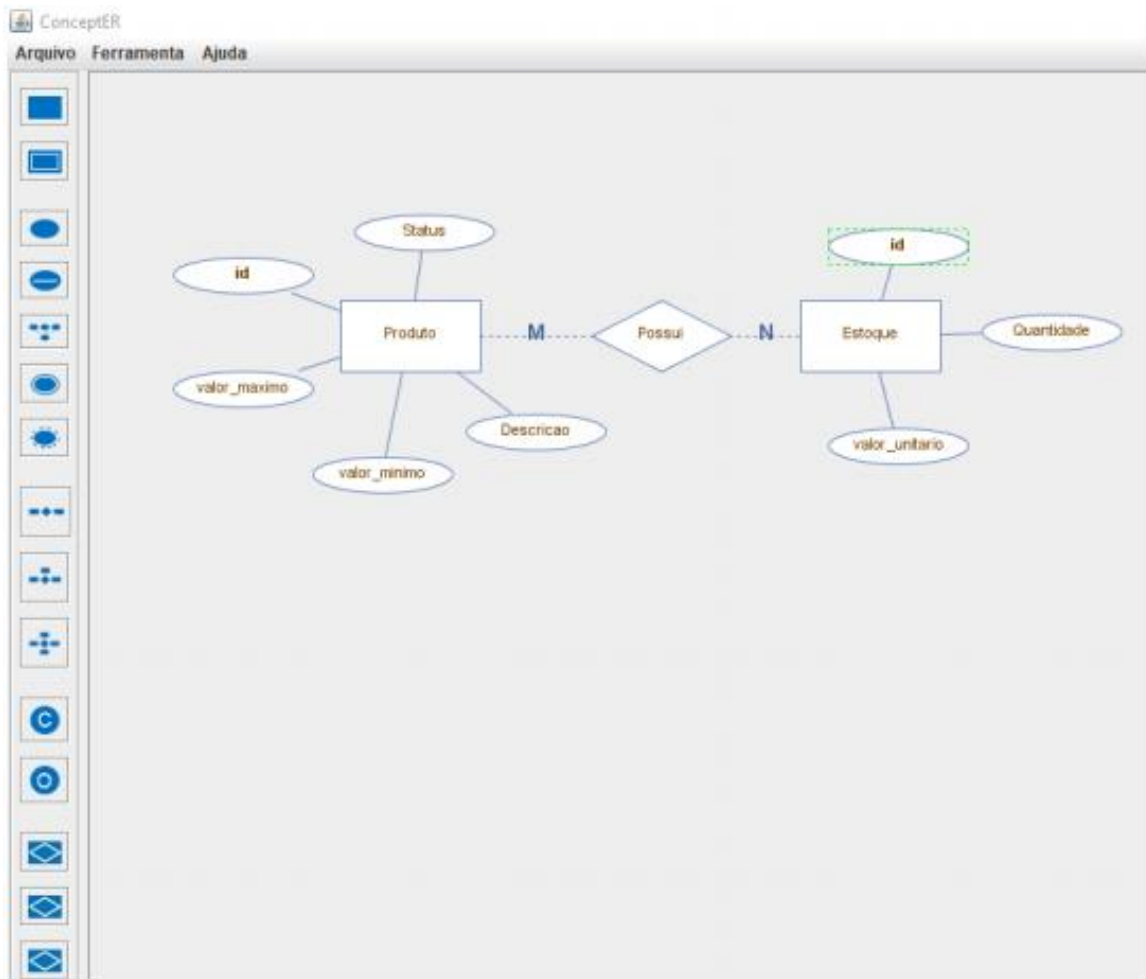 ConceptER
Arquivo Ferramenta Ajuda
Status
id
id
Produto
M
Possui
N
Estoque
Quantidade
valor_maximo
Descricao
valor_unitario
valor_minimo
C
O